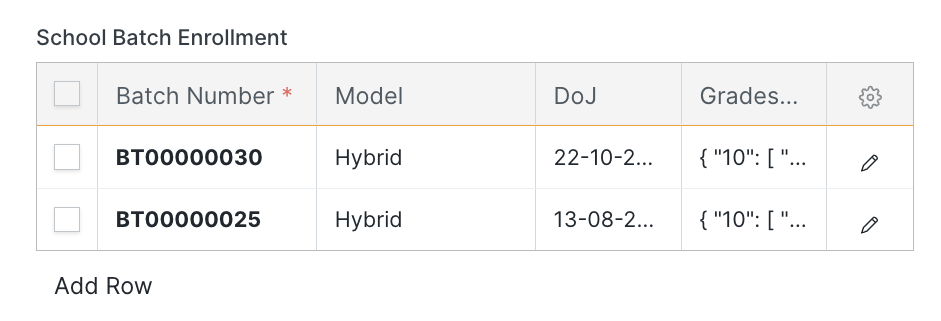 School Batch Enrollment
Batch Number * Model DoJ Grades...
BT00000030 Hybrid 22-10-2... { "10": [ "...
BT00000025 Hybrid 13-08-2... { "10": [ "...
Add Row